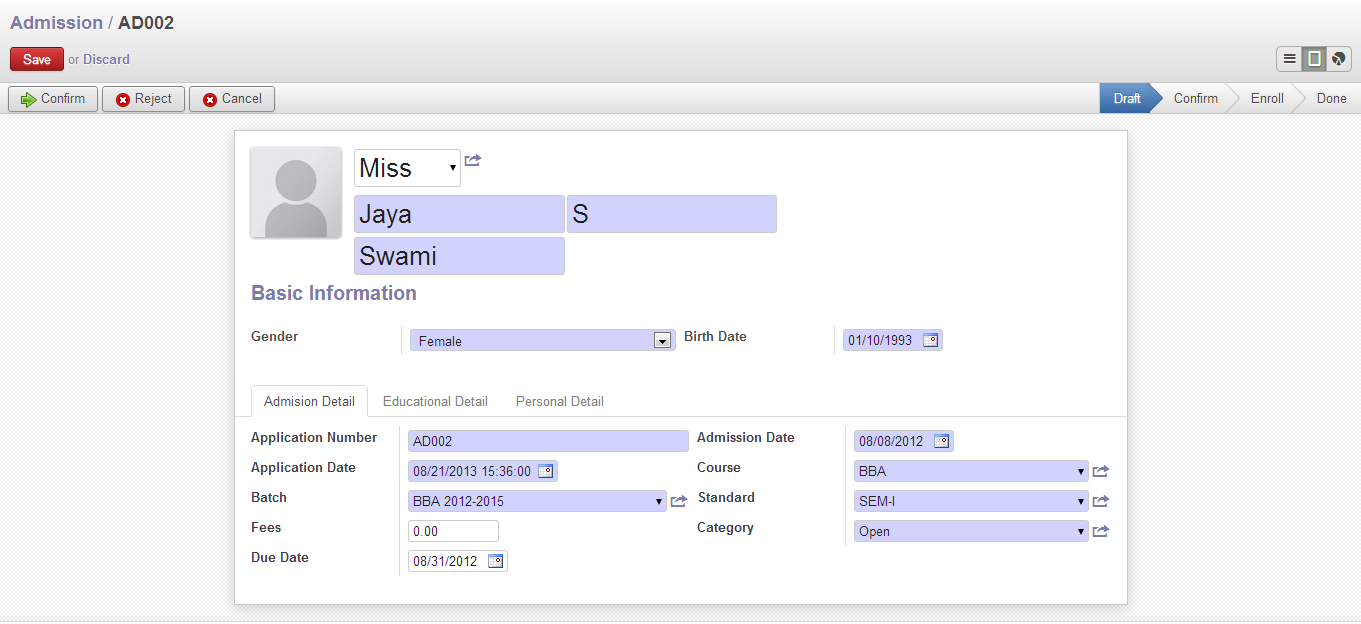 Admission / AD002
Save or Discard
Confirm Reject Cancel Draft Confirm Enroll Done
Miss
Jaya S
Swami
Basic Information
Gender Female Birth Date 01/10/1993
Admision Detail Educational Detail Personal Detail
Application Number AD002 Admission Date 08/08/2012
Application Date 08/21/2013 15:36:00 Course BBA
Batch BBA 2012-2015 Standard SEM-I
Fees 0.00 Category Open
Due Date 08/31/2012